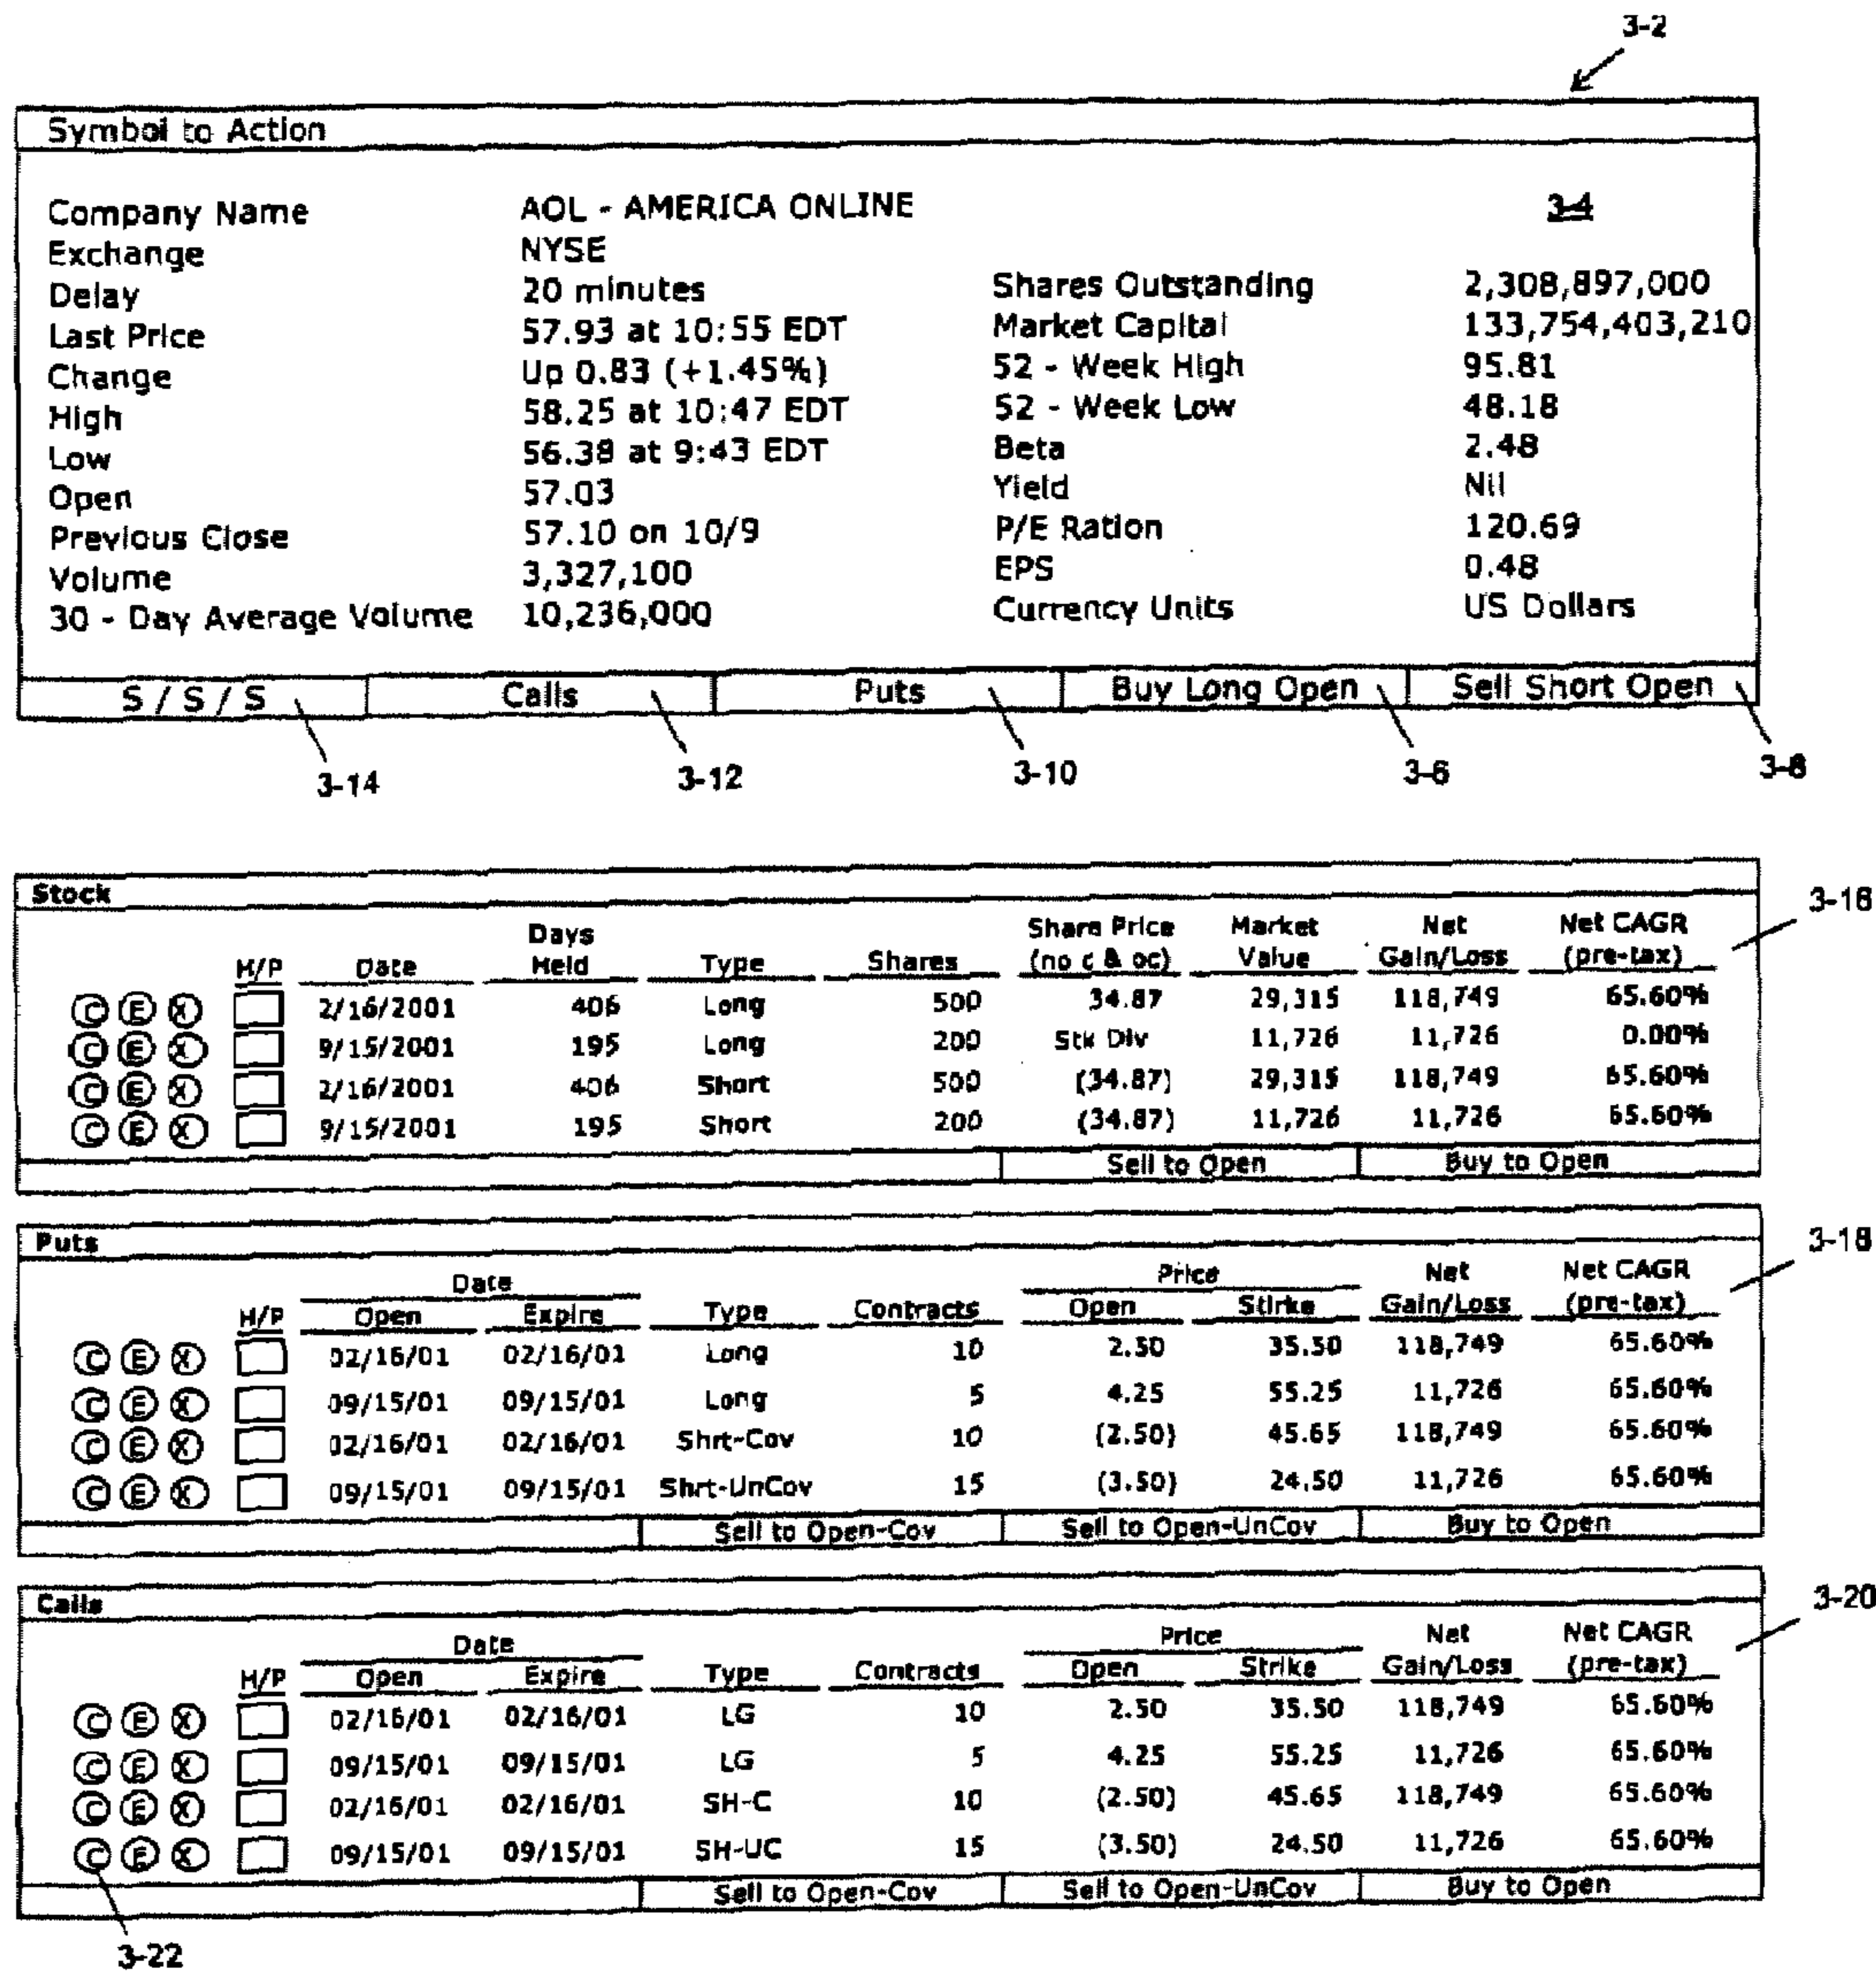 3-2
Symbol to Action
Company Name AOL - AMERICA ONLINE 3-4
Exchange NYSE
Delay 20 minutes Shares Outstanding 2,308,897,000
Last Price 57.93 at 10:55 EDT Market Capital 133,754,403,210
Change Up 0.83 (+1.45%) 52 - Week High 95.81
High 58.25 at 10:47 EDT 52 - Week Low 48.18
Low 56.38 at 9:43 EDT Beta 2.48
Open 57.03 Yield Nil
Previous Close 57.10 on 10/9 P/E Ration 120.69
Volume 3,327,100 EPS 0.48
30 - Day Average Volume 10,236,000 Currency Units US Dollars
S / S / S Calls Puts Buy Long Open Sell Short Open
3-14 3-12 3-10 3-6 3-8
Stock 3-16
Days Share Price Market Net Net CAGR
H/P Date Held Type Shares (no c & oc) Value Gain/Loss (pre-tax)
C E X 2/16/2001 406 Long 500 34.87 29,315 118,749 65.60%
C E X 9/15/2001 195 Long 200 Stk Div 11,726 11,726 0.00%
C E X 2/16/2001 406 Short 500 (34.87) 29,315 118,749 65.60%
C E X 9/15/2001 195 Short 200 (34.87) 11,726 11,726 65.60%
Sell to Open Buy to Open
Puts 3-18
Date Price Net Net CAGR
H/P Open Expire Type Contracts Open Stirke Gain/Loss (pre-tax)
C E X 02/16/01 02/16/01 Long 10 2.50 35.50 118,749 65.60%
C E X 09/15/01 09/15/01 Long 5 4.25 55.25 11,726 65.60%
C E X 02/16/01 02/16/01 Shrt-Cov 10 (2.50) 45.65 118,749 65.60%
C E X 09/15/01 09/15/01 Shrt-UnCov 15 (3.50) 24.50 11,726 65.60%
Sell to Open-Cov Sell to Open-UnCov Buy to Open
Calls 3-20
Date Price Net Net CAGR
H/P Open Expire Type Contracts Open Strike Gain/Loss (pre-tax)
C E X 02/16/01 02/16/01 LG 10 2.50 35.50 118,749 65.60%
C E X 09/15/01 09/15/01 LG 5 4.25 55.25 11,726 65.60%
C E X 02/16/01 02/16/01 SH-C 10 (2.50) 45.65 118,749 65.60%
C E X 09/15/01 09/15/01 SH-UC 15 (3.50) 24.50 11,726 65.60%
Sell to Open-Cov Sell to Open-UnCov Buy to Open
3-22